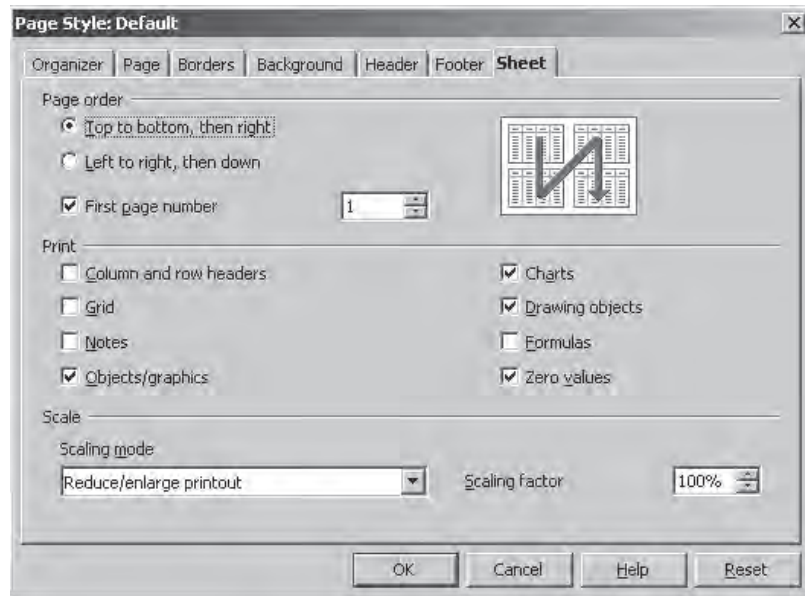 Page Style: Default
Organizer Page Borders Background Header Footer Sheet
Page order
Top to bottom, then right
Left to right, then down
First page number 1
Print
Column and row headers
Charts
Grid
Drawing objects
Notes
Formulas
Objects/graphics
Zero values
Scale
Scaling mode
Reduce/enlarge printout Scaling factor 100%
OK Cancel Help Reset